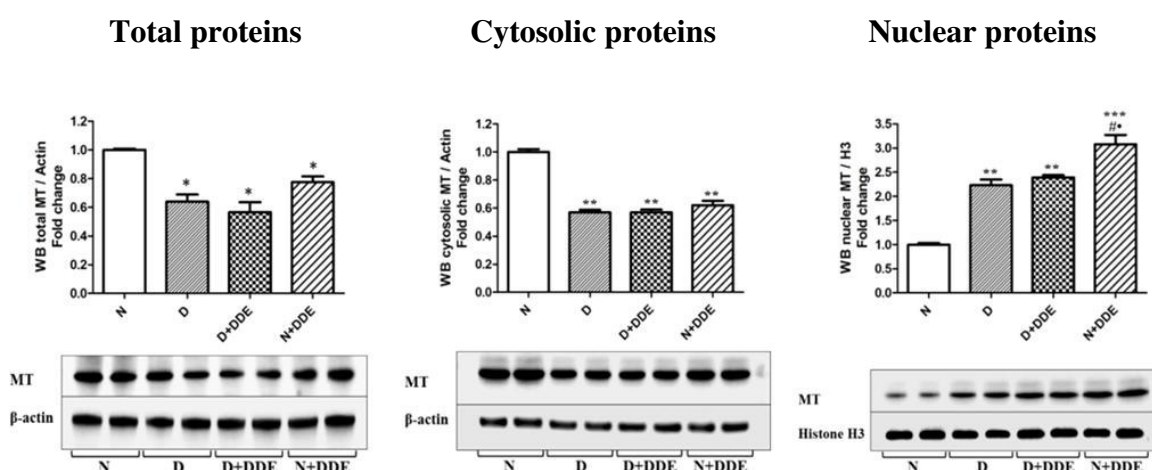 Total proteins
Cytosolic proteins
Nuclear proteins
WB total MT / Actin
Fold change
1.2
1.0
0.8
0.6
0.4
0.2
0.0
*
*
*
N
D
D+DDE
N+DDE
MT
β-actin
N D D+DDE N+DDE
WB cytosolic MT / Actin
Fold change
1.2
1.0
0.8
0.6
0.4
0.2
0.0
**
**
**
N
D
D+DDE
N+DDE
MT
β-actin
N D D+DDE N+DDE
WB nuclear MT / H3
Fold change
3.5
3.0
2.5
2.0
1.5
1.0
0.5
0.0
**
**
***
#•
N
D
D+DDE
N+DDE
MT
Histone H3
N D D+DDE N+DDE